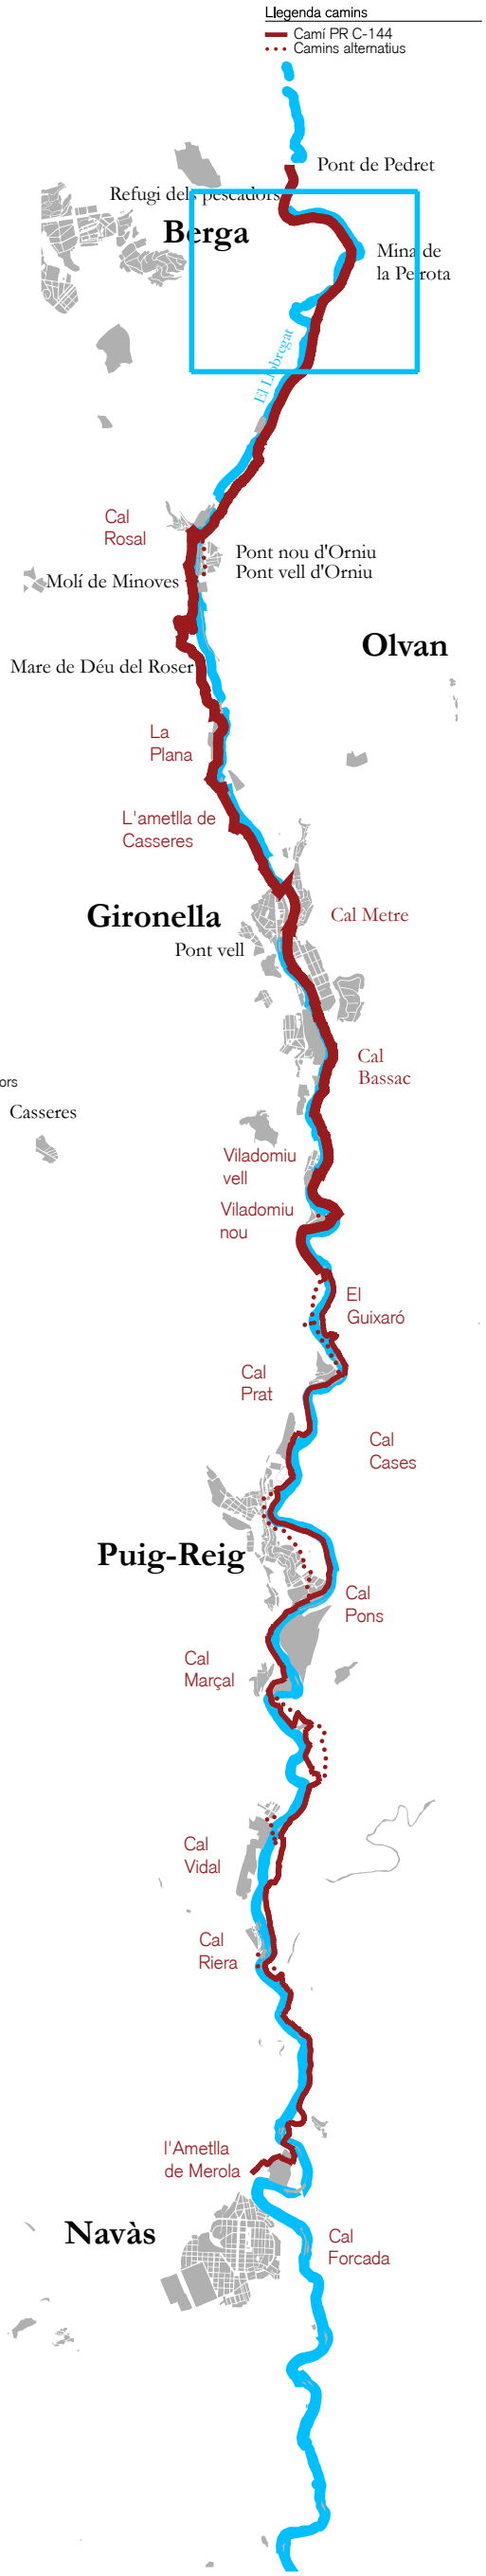 Llegenda camins
Camí PR C-144
Camins alternatius
Pont de Pedret
Refugi dels pescadors
Berga
Mina de
la Petrota
El Llobregat
Cal
Rosal
Pont nou d'Orniu
Pont vell d'Orniu
Molí de Minoves
Olvan
Mare de Déu del Roser
La
Plana
L'ametlla de
Casseres
Gironella
Cal Metre
Pont vell
Cal
Bassac
ors
Casseres
Viladomiu
vell
Viladomiu
nou
El
Guixaró
Cal
Prat
Cal
Cases
Puig-Reig
Cal
Pons
Cal
Marçal
Cal
Vidal
Cal
Riera
l'Ametlla
de Merola
Navàs
Cal
Forcada